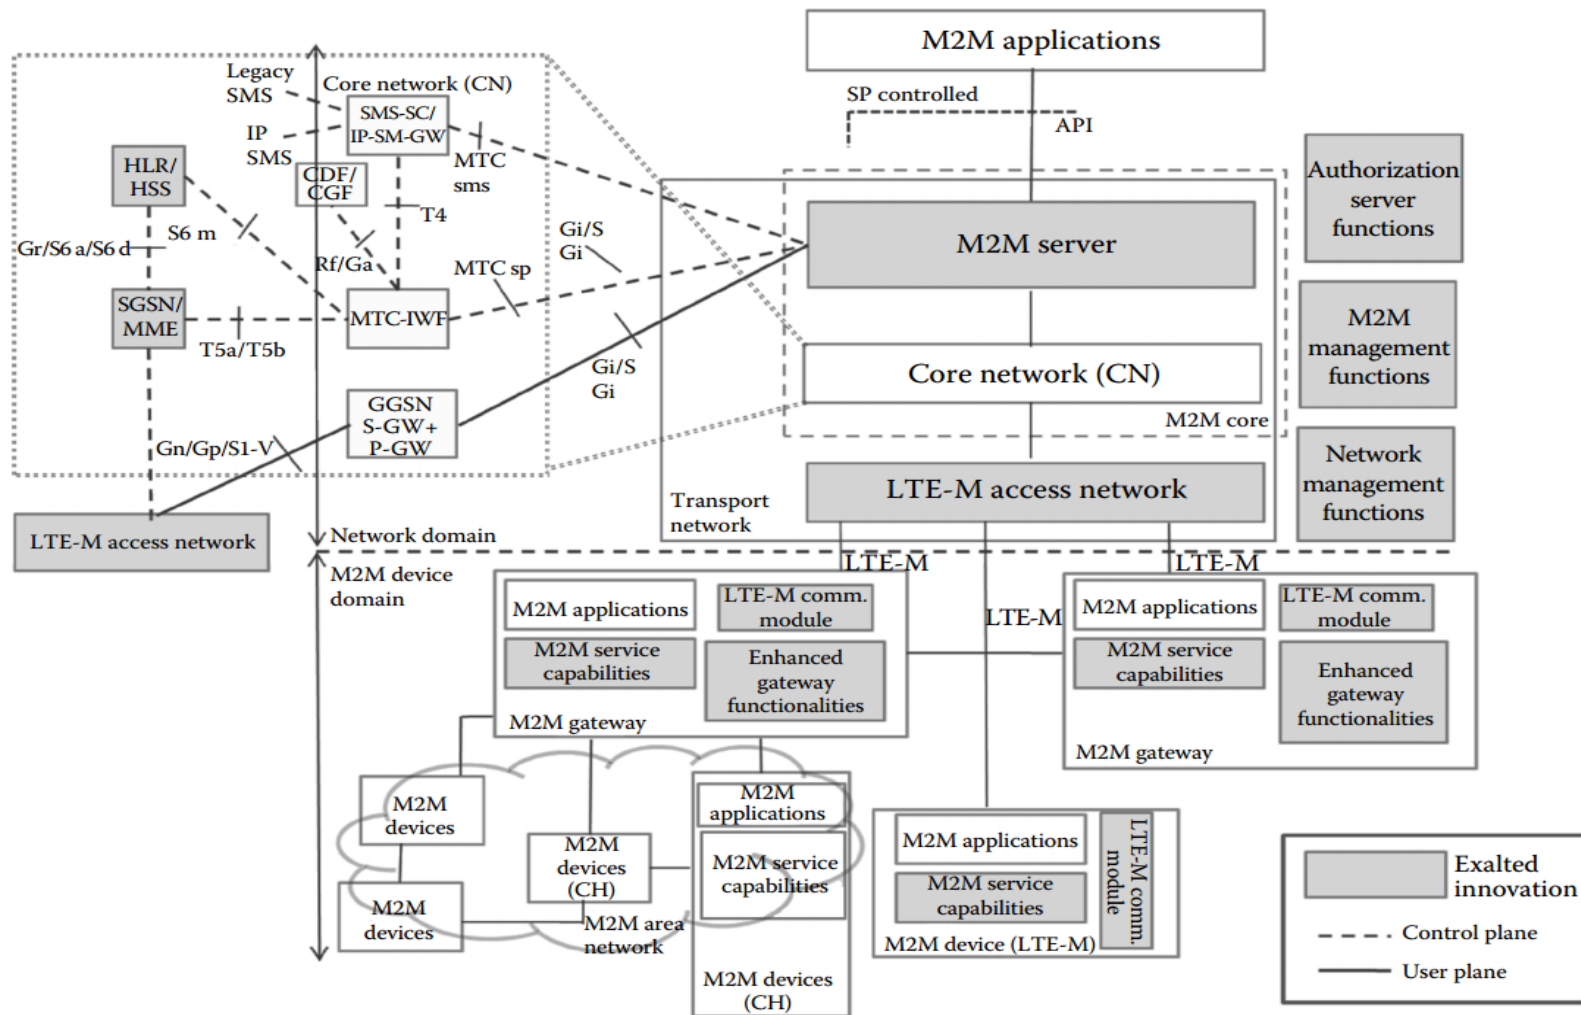 M2M applications
SP controlled
API
Legacy
SMS
Core network (CN)
SMS-SC/
IP-SM-GW
IP
SMS
MTC
sms
HLR/
HSS
CDF/
CGF
T4
S6 m
Gr/S6 a/S6 d
Rf/Ga
MTC sp
Gi/S
Gi
SGSN/
MME
MTC-IWF
T5a/T5b
Gi/S
Gi
GGSN
S-GW+
P-GW
Gn/Gp/S1-V
LTE-M access network
Network domain
M2M device
domain
M2M server
Core network (CN)
M2M core
LTE-M access network
Transport
network
Authorization
server
functions
M2M
management
functions
Network
management
functions
LTE-M
LTE-M
LTE-M
M2M applications
LTE-M comm.
module
M2M service
capabilities
Enhanced
gateway
functionalities
M2M gateway
M2M applications
LTE-M comm.
module
M2M service
capabilities
Enhanced
gateway
functionalities
M2M gateway
M2M
devices
M2M
devices
M2M
devices
(CH)
M2M area
network
M2M
applications
M2M service
capabilities
M2M devices
(CH)
M2M applications
M2M service
capabilities
LTE-M comm.
module
M2M device (LTE-M)
Exalted
innovation
Control plane
User plane